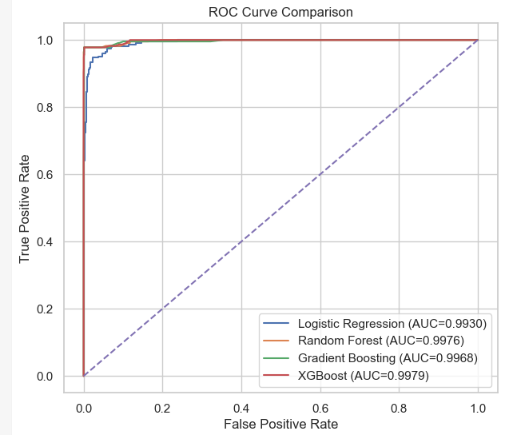 ROC Curve Comparison
1.0
0.8
0.6
0.4
0.2
0.0
True Positive Rate
Logistic Regression (AUC=0.9930)
Random Forest (AUC=0.9976)
Gradient Boosting (AUC=0.9968)
XGBoost (AUC=0.9979)
0.0 0.2 0.4 0.6 0.8 1.0
False Positive Rate